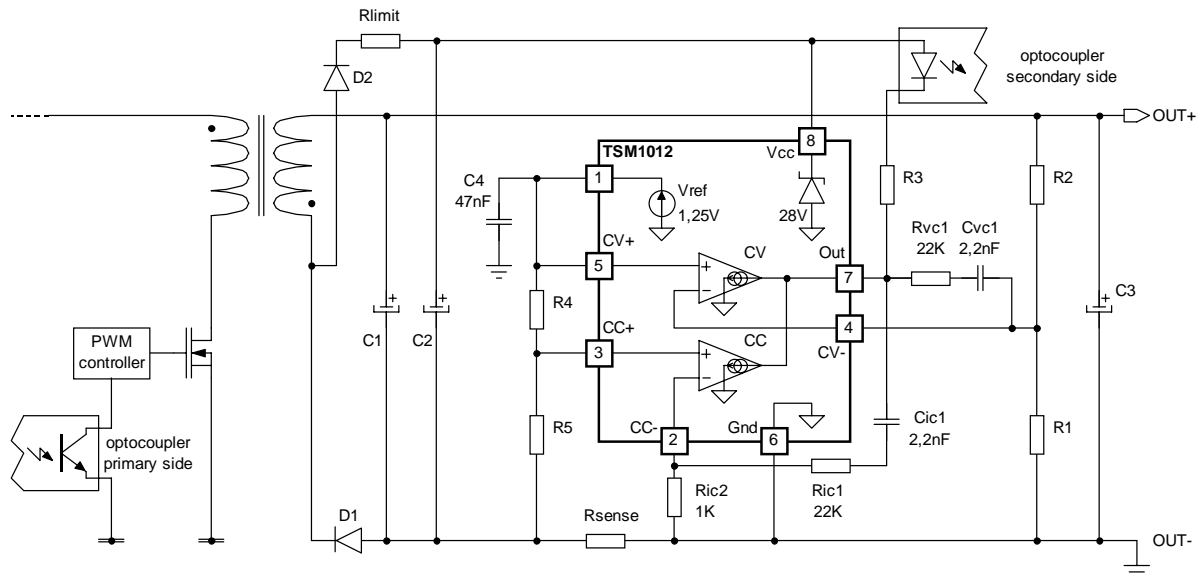 Rlimit
D2
optocoupler
secondary side
OUT+
TSM1012
8
Vcc
C4
47nF
1
Vref
1,25V
28V
R3
R2
Rvc1
22K
Cvc1
2,2nF
CV+
5
CV
Out
7
R4
C1
C2
C3
4
CV-
CC+
3
CC
PWM
controller
R5
CC-
2
Gnd
6
Cic1
2,2nF
R1
optocoupler
primary side
Ric2
1K
Ric1
22K
D1
Rsense
OUT-